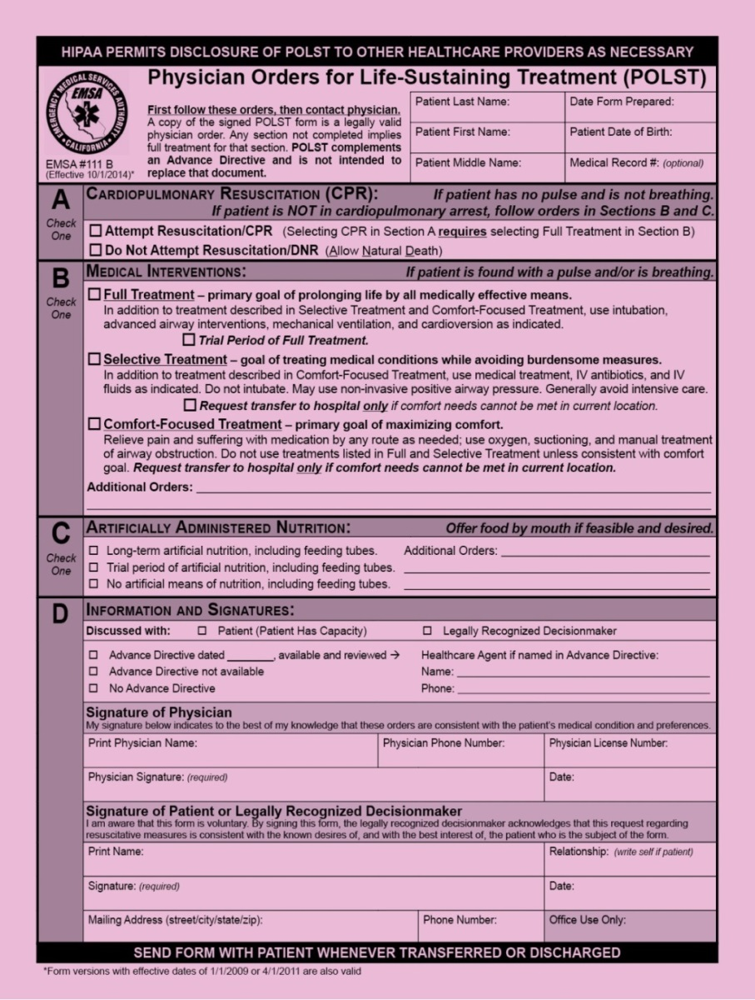 HIPAA PERMITS DISCLOSURE OF POLST TO OTHER HEALTHCARE PROVIDERS AS NECESSARY
EMERGENCY MEDICAL SERVICES AUTHORITY
EMSA
CALIFORNIA
EMSA #111 B
(Effective 10/1/2014)*
Physician Orders for Life-Sustaining Treatment (POLST)
First follow these orders, then contact physician.
A copy of the signed POLST form is a legally valid
physician order. Any section not completed implies
full treatment for that section. POLST complements
an Advance Directive and is not intended to
replace that document.
Patient Last Name:
Date Form Prepared:
Patient First Name:
Patient Date of Birth:
Patient Middle Name:
Medical Record #: (optional)
A
Check
One
CARDIOPULMONARY RESUSCITATION (CPR): If patient has no pulse and is not breathing.
If patient is NOT in cardiopulmonary arrest, follow orders in Sections B and C.
☐ Attempt Resuscitation/CPR (Selecting CPR in Section A requires selecting Full Treatment in Section B)
☐ Do Not Attempt Resuscitation/DNR (Allow Natural Death)
B
Check
One
MEDICAL INTERVENTIONS: If patient is found with a pulse and/or is breathing.
☐ Full Treatment – primary goal of prolonging life by all medically effective means.
In addition to treatment described in Selective Treatment and Comfort-Focused Treatment, use intubation,
advanced airway interventions, mechanical ventilation, and cardioversion as indicated.
☐ Trial Period of Full Treatment.
☐ Selective Treatment – goal of treating medical conditions while avoiding burdensome measures.
In addition to treatment described in Comfort-Focused Treatment, use medical treatment, IV antibiotics, and IV
fluids as indicated. Do not intubate. May use non-invasive positive airway pressure. Generally avoid intensive care.
☐ Request transfer to hospital only if comfort needs cannot be met in current location.
☐ Comfort-Focused Treatment – primary goal of maximizing comfort.
Relieve pain and suffering with medication by any route as needed; use oxygen, suctioning, and manual treatment
of airway obstruction. Do not use treatments listed in Full and Selective Treatment unless consistent with comfort
goal. Request transfer to hospital only if comfort needs cannot be met in current location.
Additional Orders:
C
Check
One
ARTIFICIALLY ADMINISTERED NUTRITION: Offer food by mouth if feasible and desired.
☐ Long-term artificial nutrition, including feeding tubes. Additional Orders:
☐ Trial period of artificial nutrition, including feeding tubes.
☐ No artificial means of nutrition, including feeding tubes.
D
INFORMATION AND SIGNATURES:
Discussed with: ☐ Patient (Patient Has Capacity) ☐ Legally Recognized Decisionmaker
☐ Advance Directive dated _______, available and reviewed → Healthcare Agent if named in Advance Directive:
☐ Advance Directive not available Name:
☐ No Advance Directive Phone:
Signature of Physician
My signature below indicates to the best of my knowledge that these orders are consistent with the patient's medical condition and preferences.
Print Physician Name: Physician Phone Number: Physician License Number:
Physician Signature: (required) Date:
Signature of Patient or Legally Recognized Decisionmaker
I am aware that this form is voluntary. By signing this form, the legally recognized decisionmaker acknowledges that this request regarding
resuscitative measures is consistent with the known desires of, and with the best interest of, the patient who is the subject of the form.
Print Name: Relationship: (write self if patient)
Signature: (required) Date:
Mailing Address (street/city/state/zip): Phone Number: Office Use Only:
SEND FORM WITH PATIENT WHENEVER TRANSFERRED OR DISCHARGED
*Form versions with effective dates of 1/1/2009 or 4/1/2011 are also valid